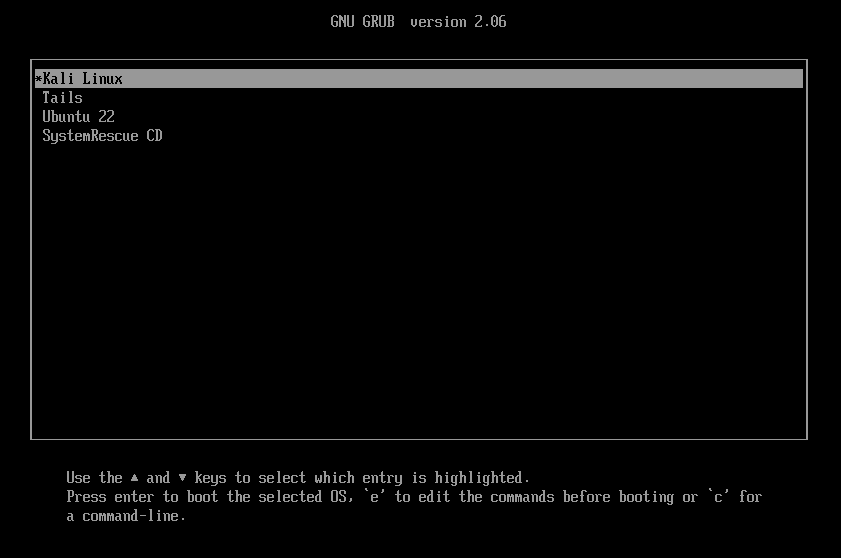 GNU GRUB version 2.06
*Kali Linux
Tails
Ubuntu 22
SystemRescue CD
Use the ▲ and ▼ keys to select which entry is highlighted.
Press enter to boot the selected OS, `e' to edit the commands before booting or `c' for
a command-line.